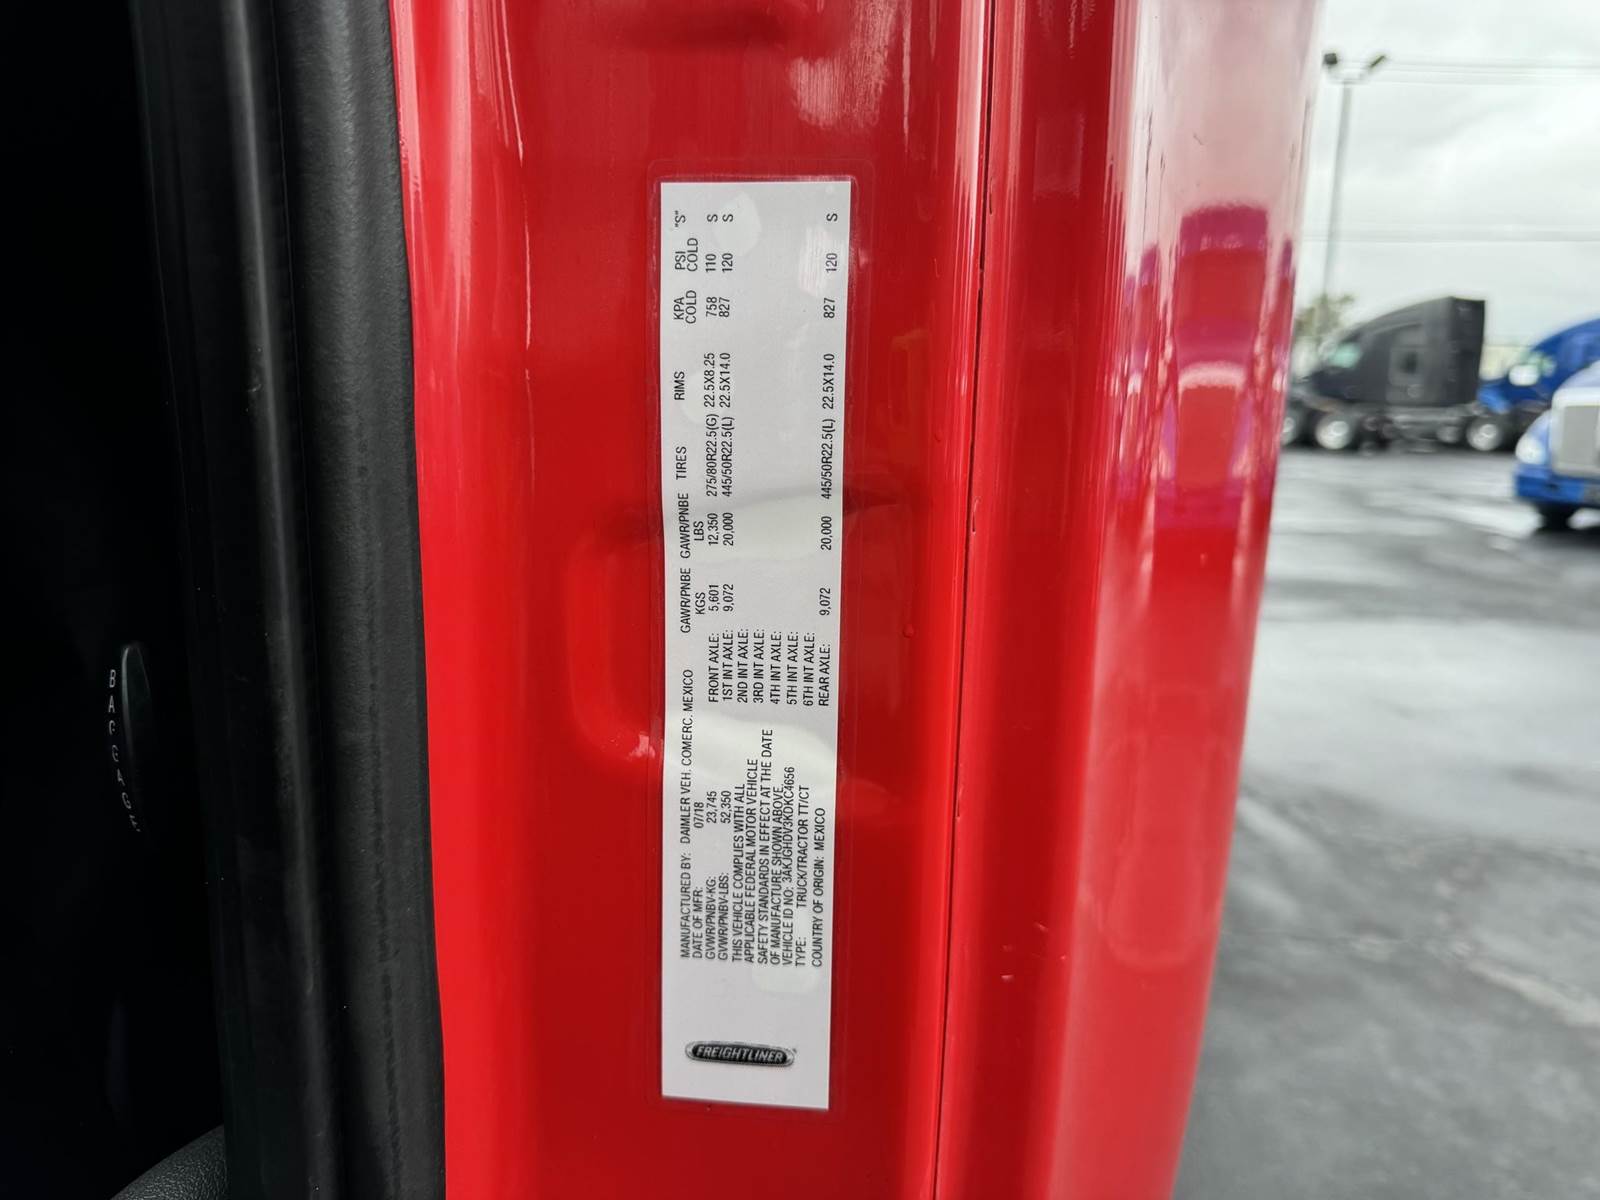 FREIGHTLINER
MANUFACTURED BY: DAIMLER VEH. COMERC. MEXICO
DATE OF MFR: 07/18
GVWR/PNBV-KG: 23,745
GVWR/PNBV-LBS: 52,350
THIS VEHICLE COMPLIES WITH ALL
APPLICABLE FEDERAL MOTOR VEHICLE
SAFETY STANDARDS IN EFFECT AT THE DATE
OF MANUFACTURE SHOWN ABOVE.
VEHICLE ID NO: 3AKJGHDV3KDKC4656
TYPE: TRUCK/TRACTOR TT/CT
COUNTRY OF ORIGIN: MEXICO
GAWR/PNBE GAWR/PNBE TIRES RIMS KPA PSI "S"
KGS LBS COLD COLD
FRONT AXLE: 5,601 12,350 275/80R22.5(G) 22.5X8.25 758 110 S
1ST INT AXLE: 9,072 20,000 445/50R22.5(L) 22.5X14.0 827 120 S
2ND INT AXLE:
3RD INT AXLE:
4TH INT AXLE:
5TH INT AXLE:
6TH INT AXLE:
REAR AXLE: 9,072 20,000 445/50R22.5(L) 22.5X14.0 827 120 S
BAGGAGE